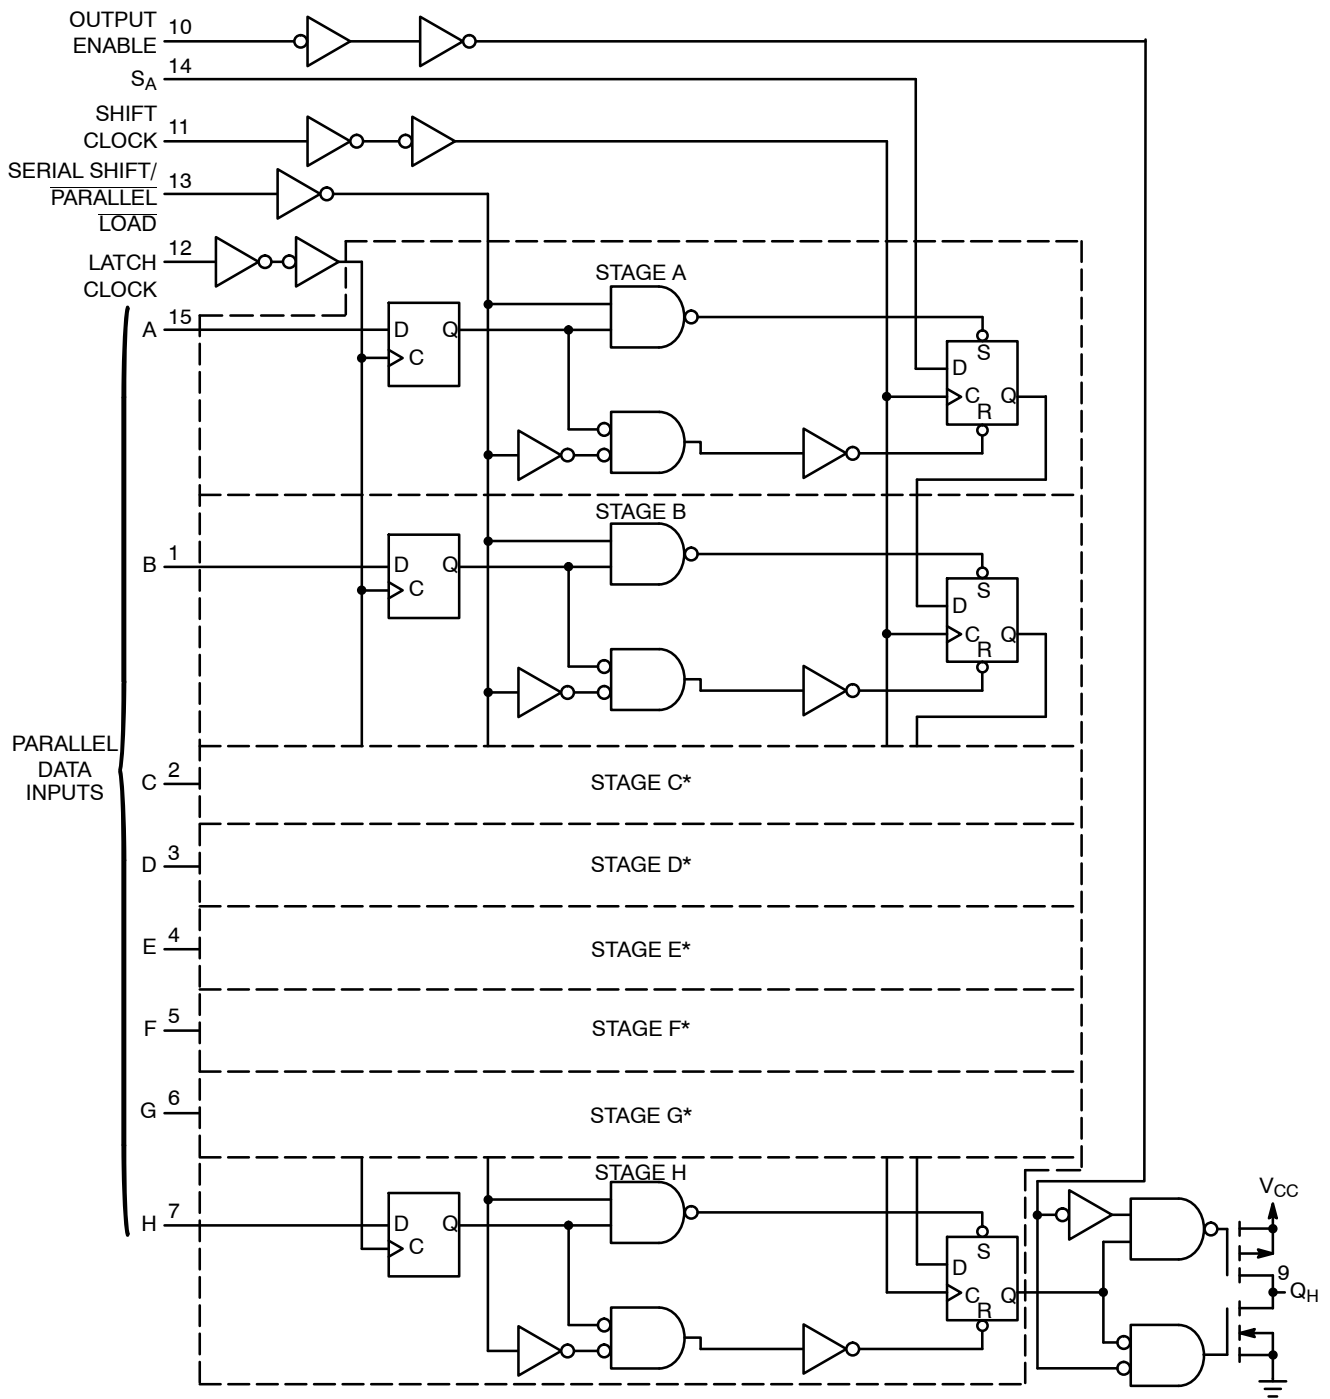 OUTPUT
ENABLE
10
SA
14
SHIFT
CLOCK
11
SERIAL SHIFT/
PARALLEL
LOAD
13
LATCH
CLOCK
12
STAGE A
A 15
D Q
C
S
D
C Q
R
STAGE B
B 1
D Q
C
S
D
C Q
R
PARALLEL
DATA
INPUTS
C 2
STAGE C*
D 3
STAGE D*
E 4
STAGE E*
F 5
STAGE F*
G 6
STAGE G*
STAGE H
H 7
D Q
C
S
D
C Q
R
VCC
9
QH